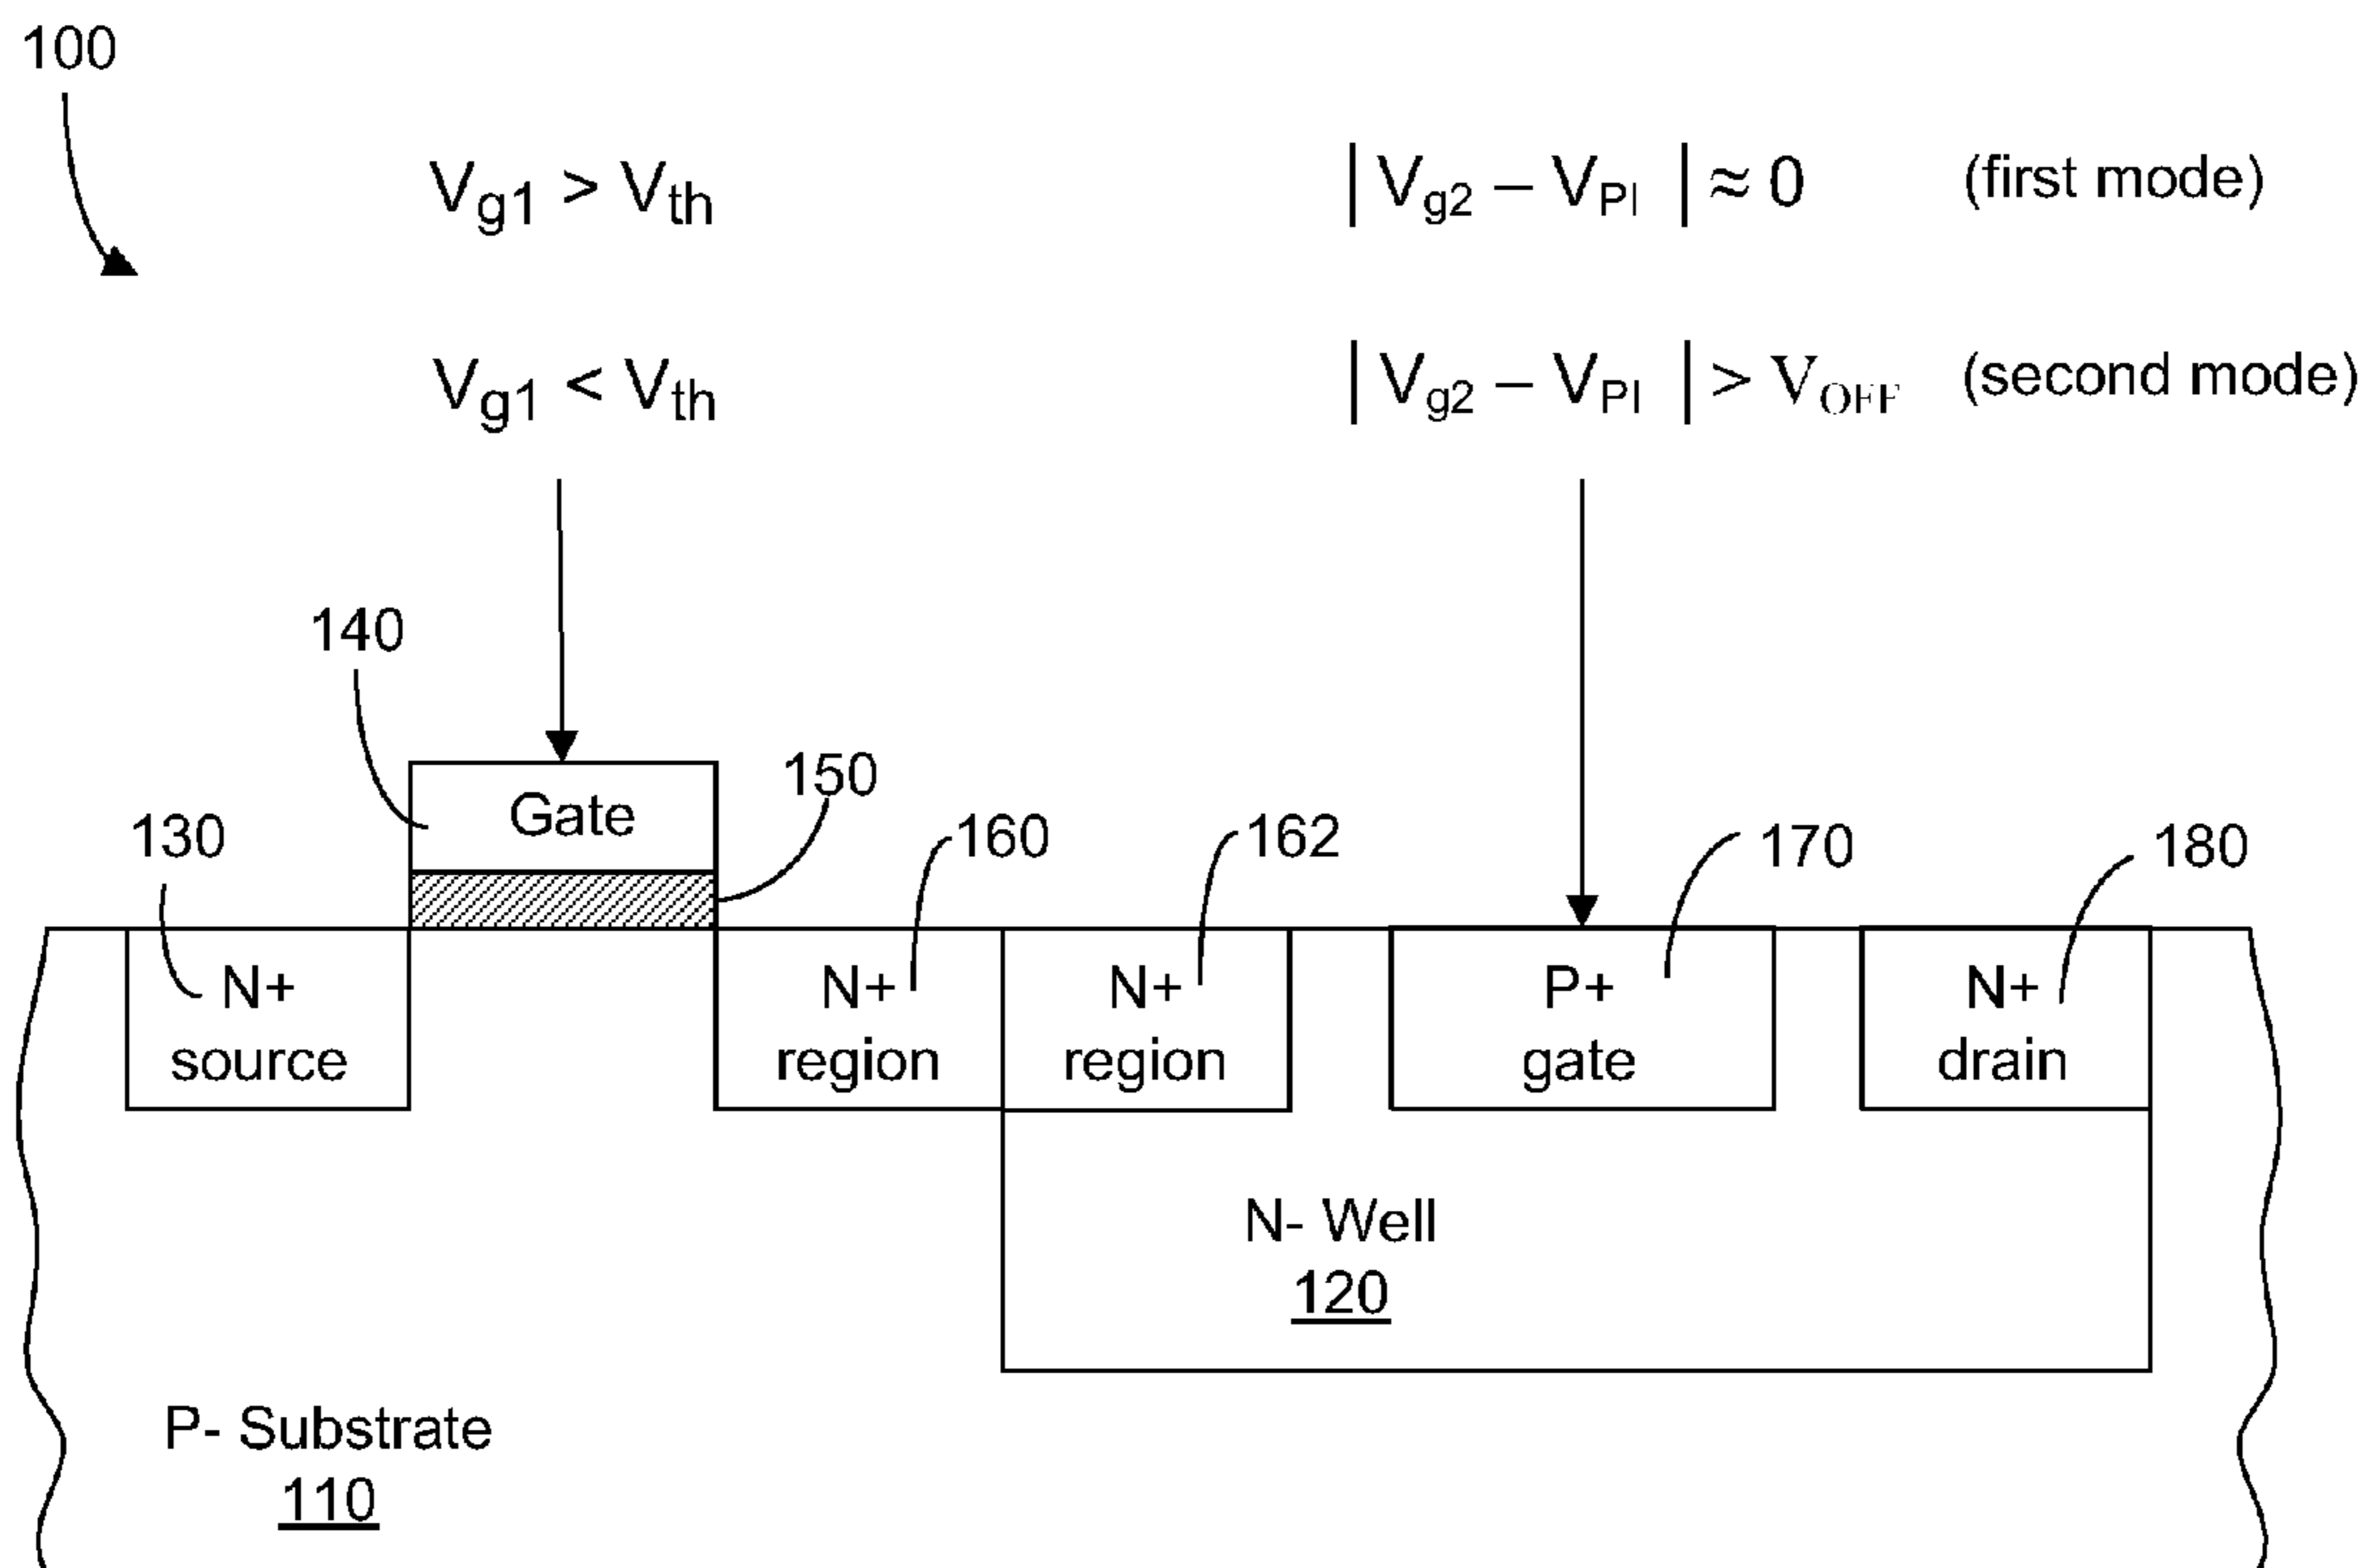 100
Vg1 > Vth | Vg2 – VPI | ≈ 0 (first mode)
Vg1 < Vth | Vg2 – VPI | > VOFF (second mode)
140
150
130
160
162
170
180
Gate
N+
source
N+
region
N+
region
P+
gate
N+
drain
N- Well
120
P- Substrate
110